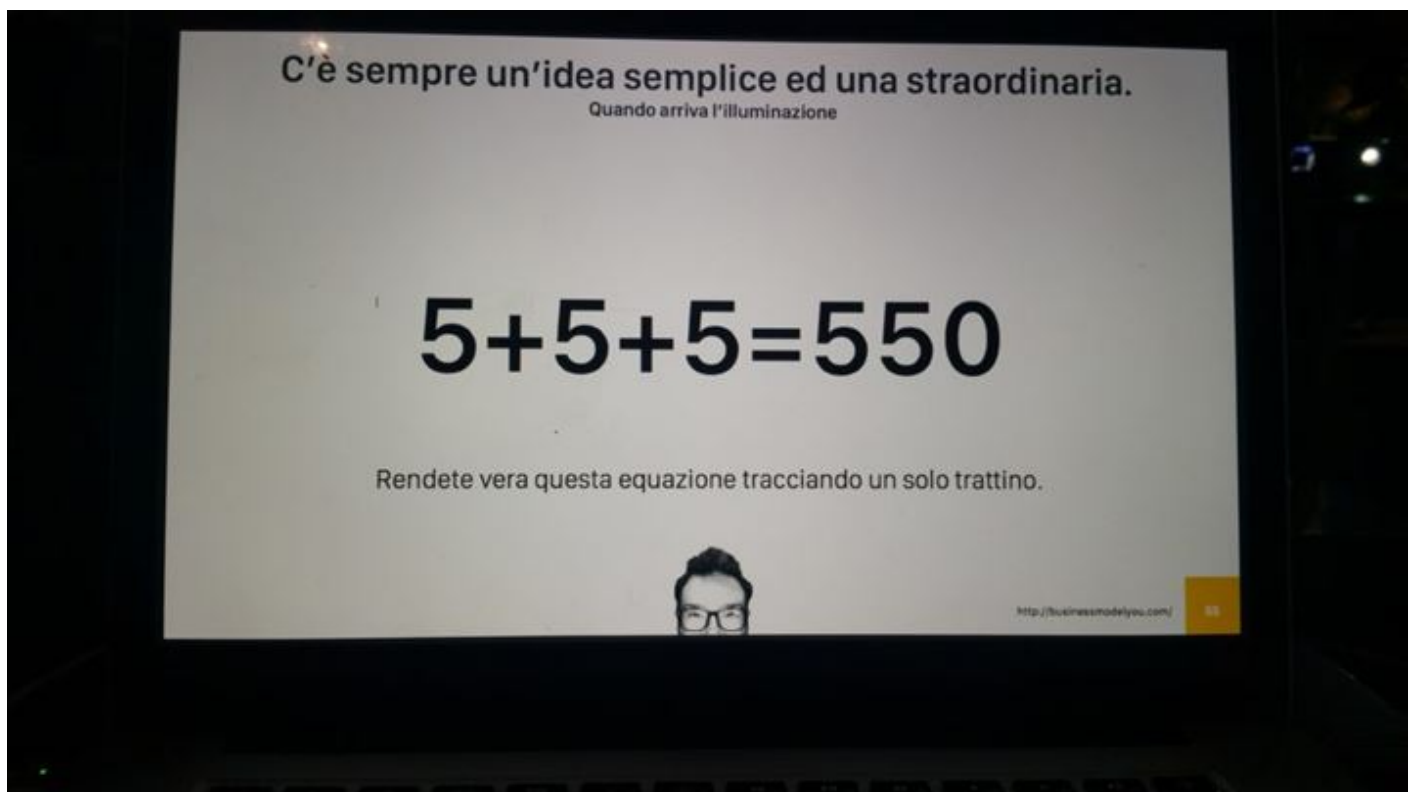 C'è sempre un'idea semplice ed una straordinaria.
Quando arriva l'illuminazione
5+5+5=550
Rendete vera questa equazione tracciando un solo trattino.
http://businessmodelyou.com/